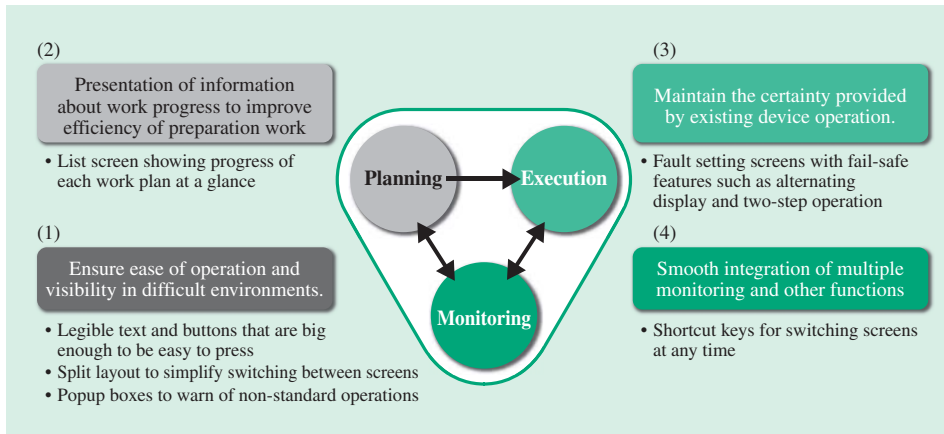 (2)
Presentation of information
about work progress to improve
efficiency of preparation work
• List screen showing progress of
each work plan at a glance
(1)
Ensure ease of operation and
visibility in difficult environments.
• Legible text and buttons that are big
enough to be easy to press
• Split layout to simplify switching between screens
• Popup boxes to warn of non-standard operations
Planning
Execution
Monitoring
(3)
Maintain the certainty provided
by existing device operation.
• Fault setting screens with fail-safe
features such as alternating
display and two-step operation
(4)
Smooth integration of multiple
monitoring and other functions
• Shortcut keys for switching screens
at any time